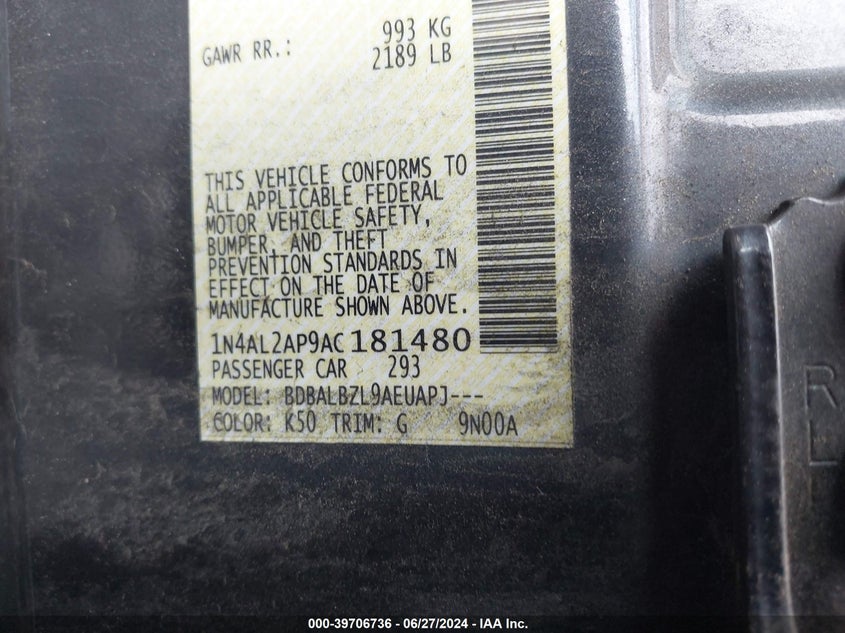 993 KG
GAWR RR.: 2189 LB
THIS VEHICLE CONFORMS TO
ALL APPLICABLE FEDERAL
MOTOR VEHICLE SAFETY,
BUMPER, AND THEFT
PREVENTION STANDARDS IN
EFFECT ON THE DATE OF
MANUFACTURE SHOWN ABOVE.
1N4AL2AP9AC181480
PASSENGER CAR 293
MODEL: BDBALBZL9AEUAPJ---
COLOR: K50 TRIM: G 9N00A
R
L
000-39706736 - 06/27/2024 - IAA Inc.